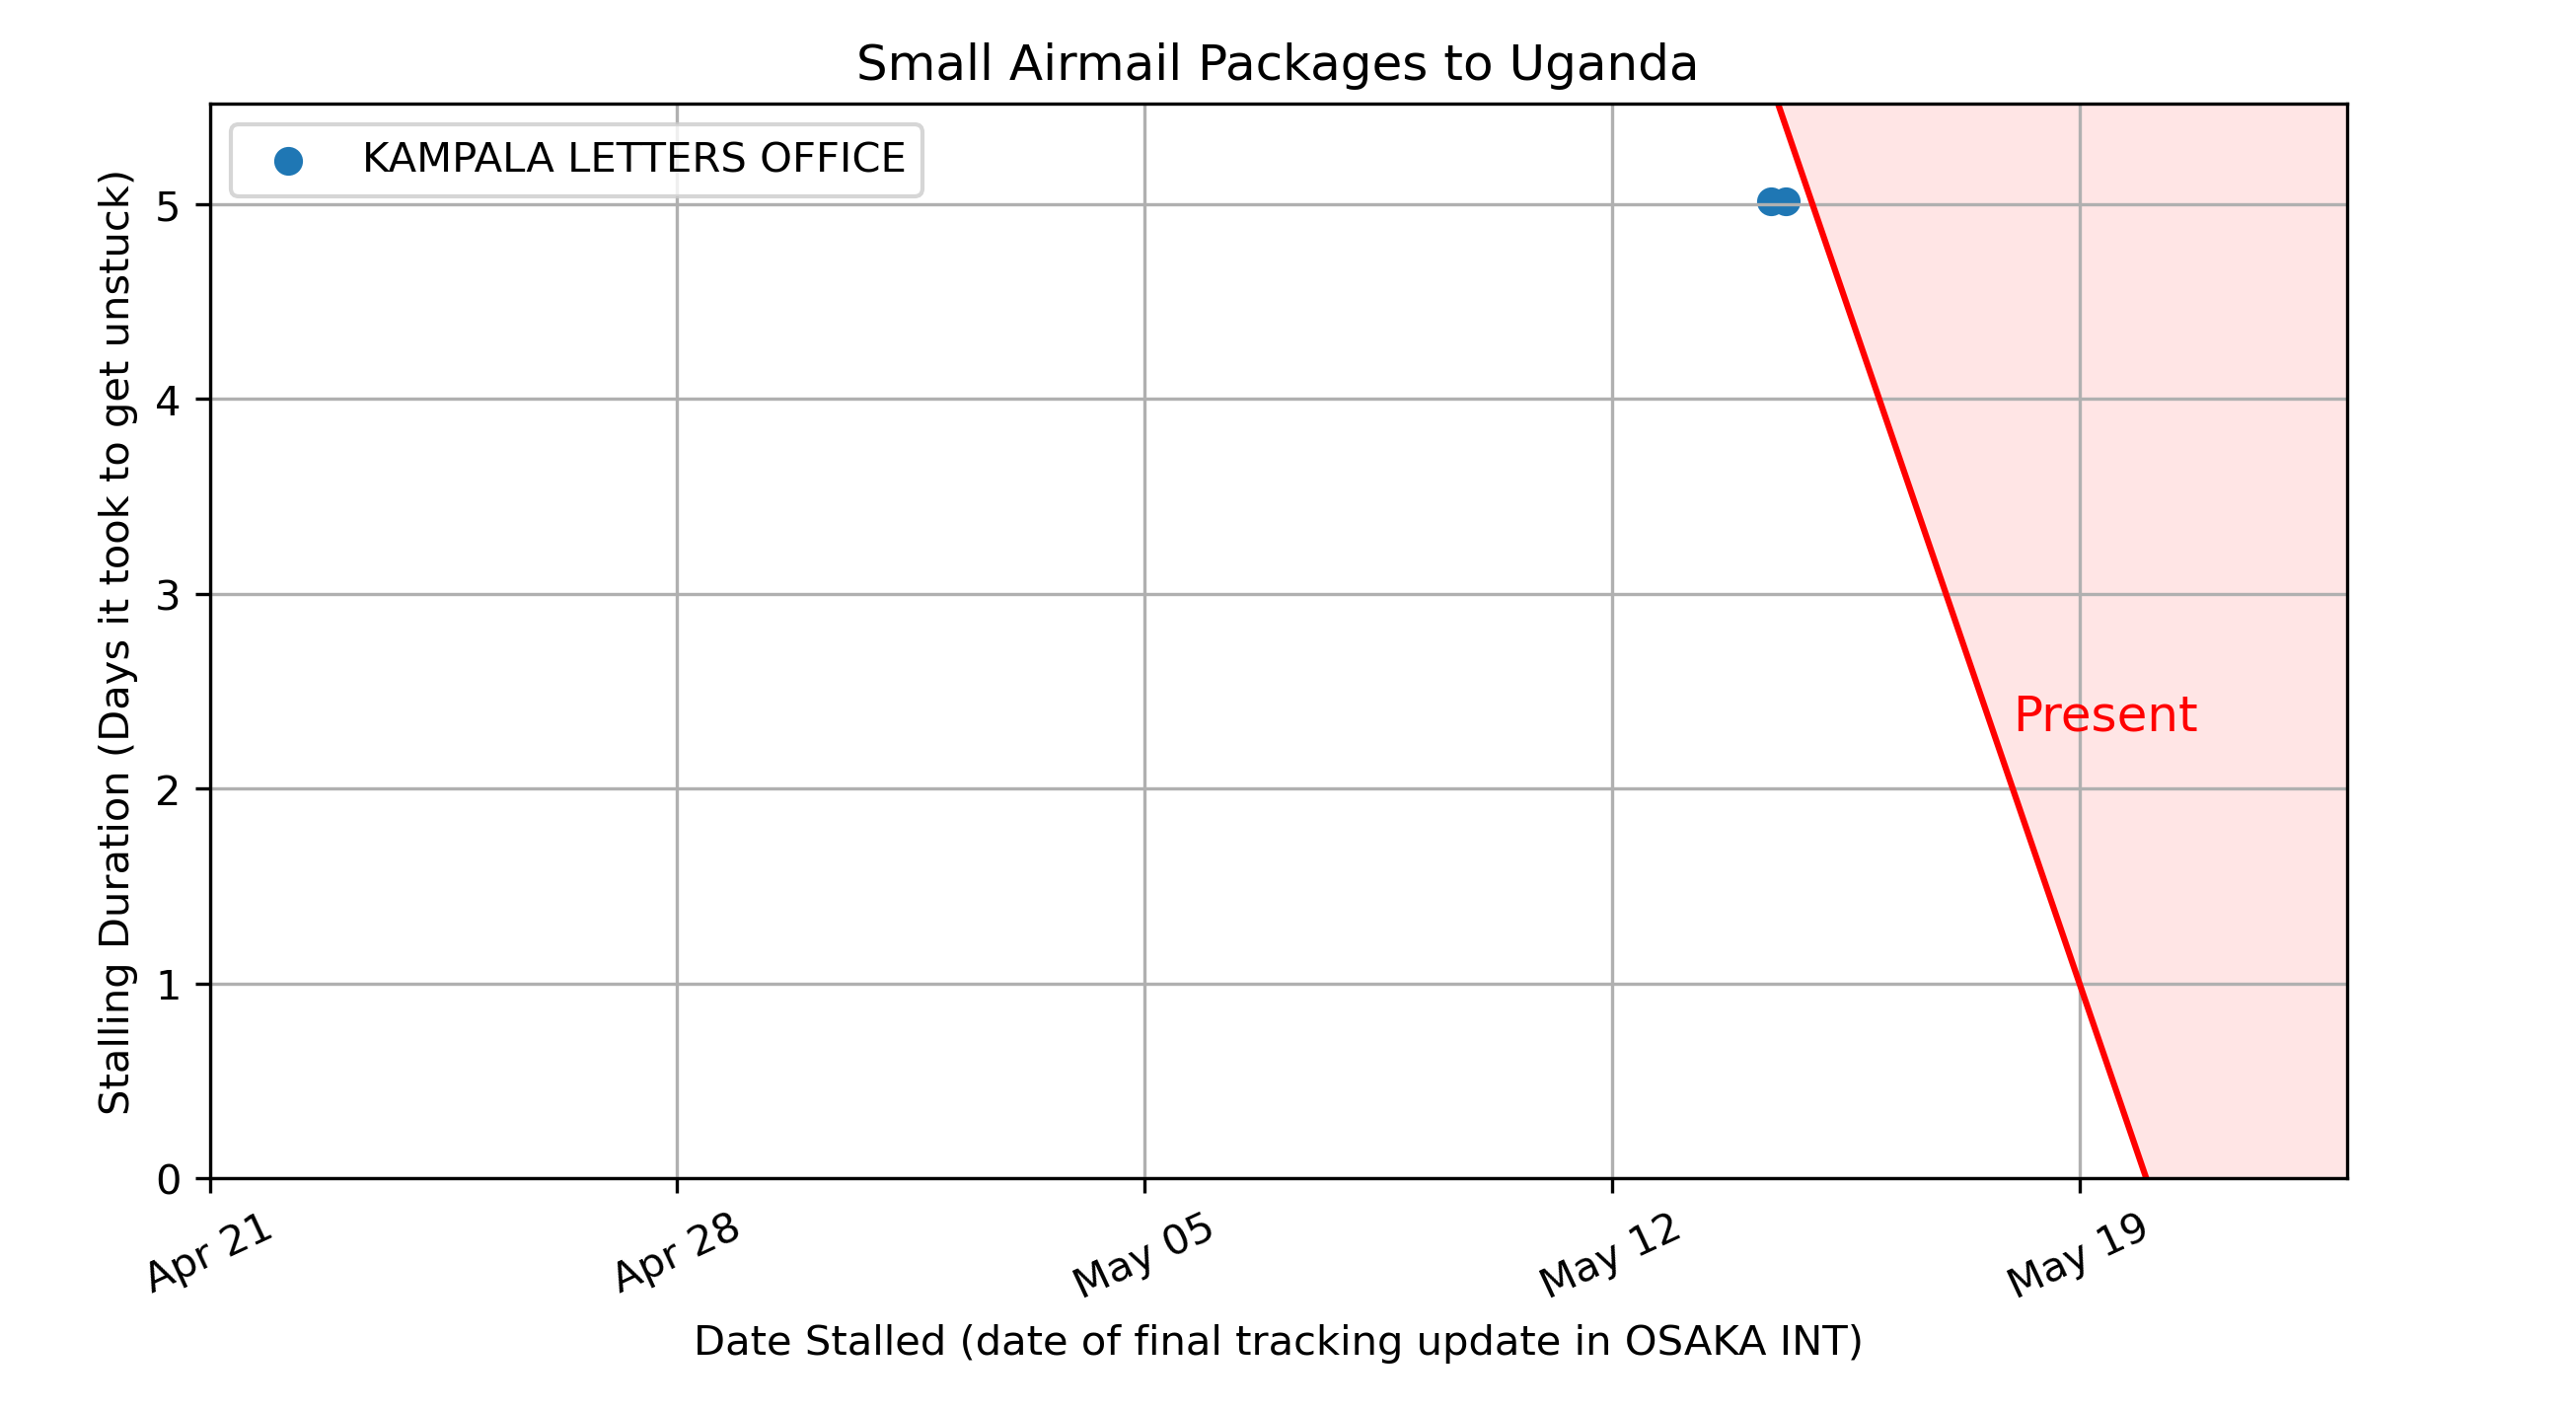 Small Airmail Packages to Uganda
KAMPALA LETTERS OFFICE
Stalling Duration (Days it took to get unstuck)
5
4
3
2
1
0
Present
Apr 21
Apr 28
May 05
May 12
May 19
Date Stalled (date of final tracking update in OSAKA INT)